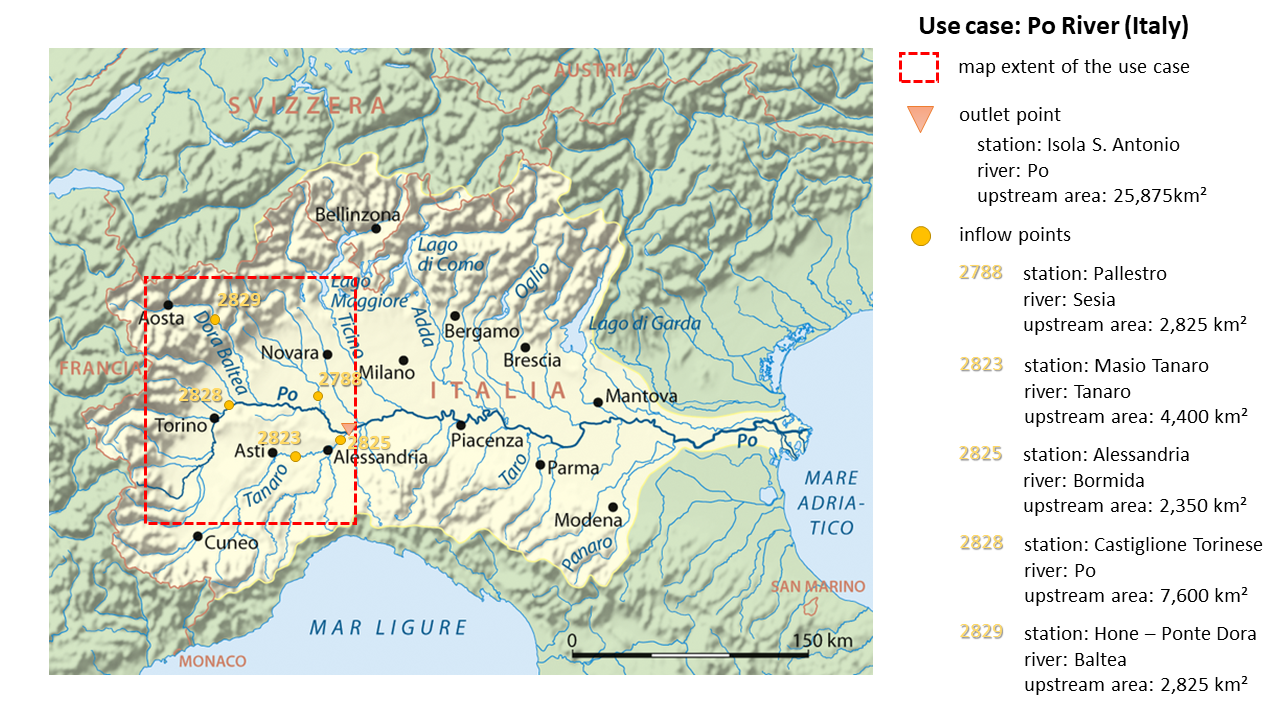 Use case: Po River (Italy)
map extent of the use case
outlet point
station: Isola S. Antonio
river: Po
upstream area: 25,875km²
inflow points
2788
station: Pallestro
river: Sesia
upstream area: 2,825 km²
2823
station: Masio Tanaro
river: Tanaro
upstream area: 4,400 km²
2825
station: Alessandria
river: Bormida
upstream area: 2,350 km²
2828
station: Castiglione Torinese
river: Po
upstream area: 7,600 km²
2829
station: Hone – Ponte Dora
river: Baltea
upstream area: 2,825 km²
AUSTRIA
SVIZZERA
Bellinzona
Lago
di Como
Oglio
Lago
Maggiore
2829
Aosta
Dora Baltea
Ticino
Adda
Bergamo
Lago di Garda
Novara
Milano
Brescia
FRANCIA
2788
ITALIA
2828
Po
Mantova
Torino
2823
2825
Asti
Alessandria
Piacenza
Po
Tanaro
Taro
Parma
MARE
ADRIA-
TICO
Modena
Cuneo
Panaro
SAN MARINO
MAR LIGURE
0
150 km
MONACO